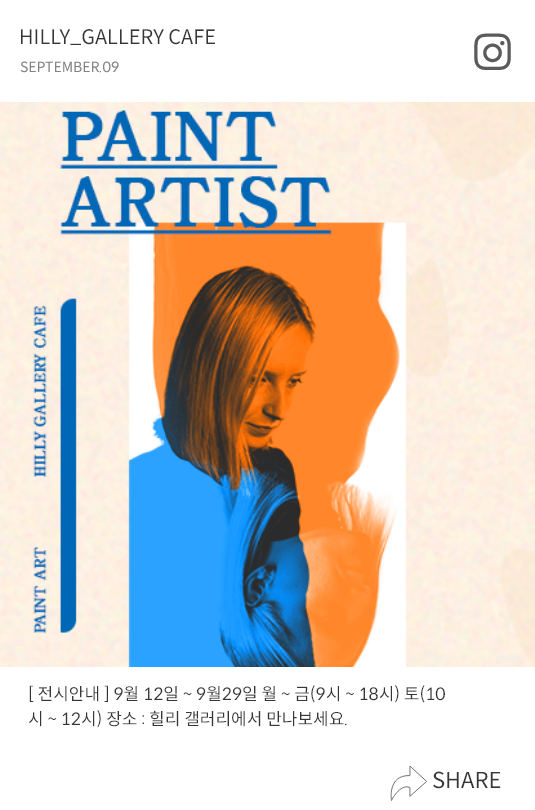 HILLY_GALLERY CAFE
SEPTEMBER.09
PAINT
ARTIST
HILLY GALLERY CAFE
PAINT ART
[ 전시안내 ] 9월 12일 ~ 9월29일 월 ~ 금(9시 ~ 18시) 토(10
시 ~ 12시) 장소 : 힐리 갤러리에서 만나보세요.
SHARE